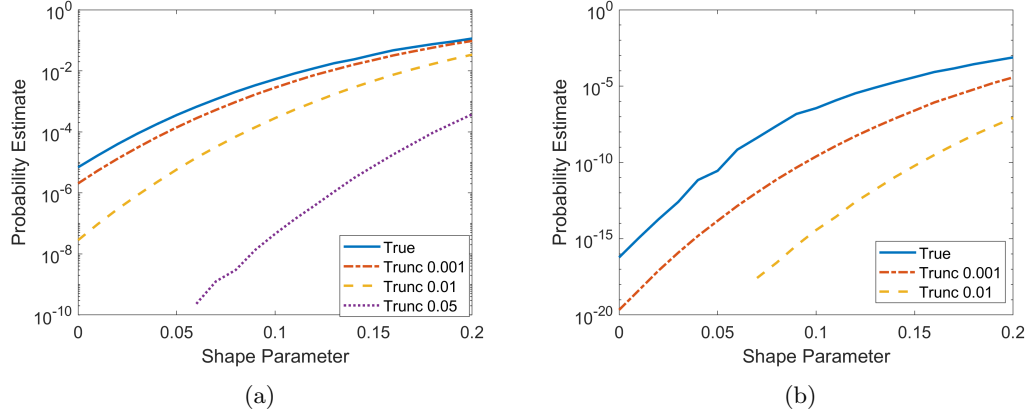 10^0
10^-2
10^-4
10^-6
10^-8
10^-10
Probability Estimate
0 0.05 0.1 0.15 0.2
Shape Parameter
True
Trunc 0.001
Trunc 0.01
Trunc 0.05
(a)
10^0
10^-5
10^-10
10^-15
10^-20
Probability Estimate
0 0.05 0.1 0.15 0.2
Shape Parameter
True
Trunc 0.001
Trunc 0.01
(b)